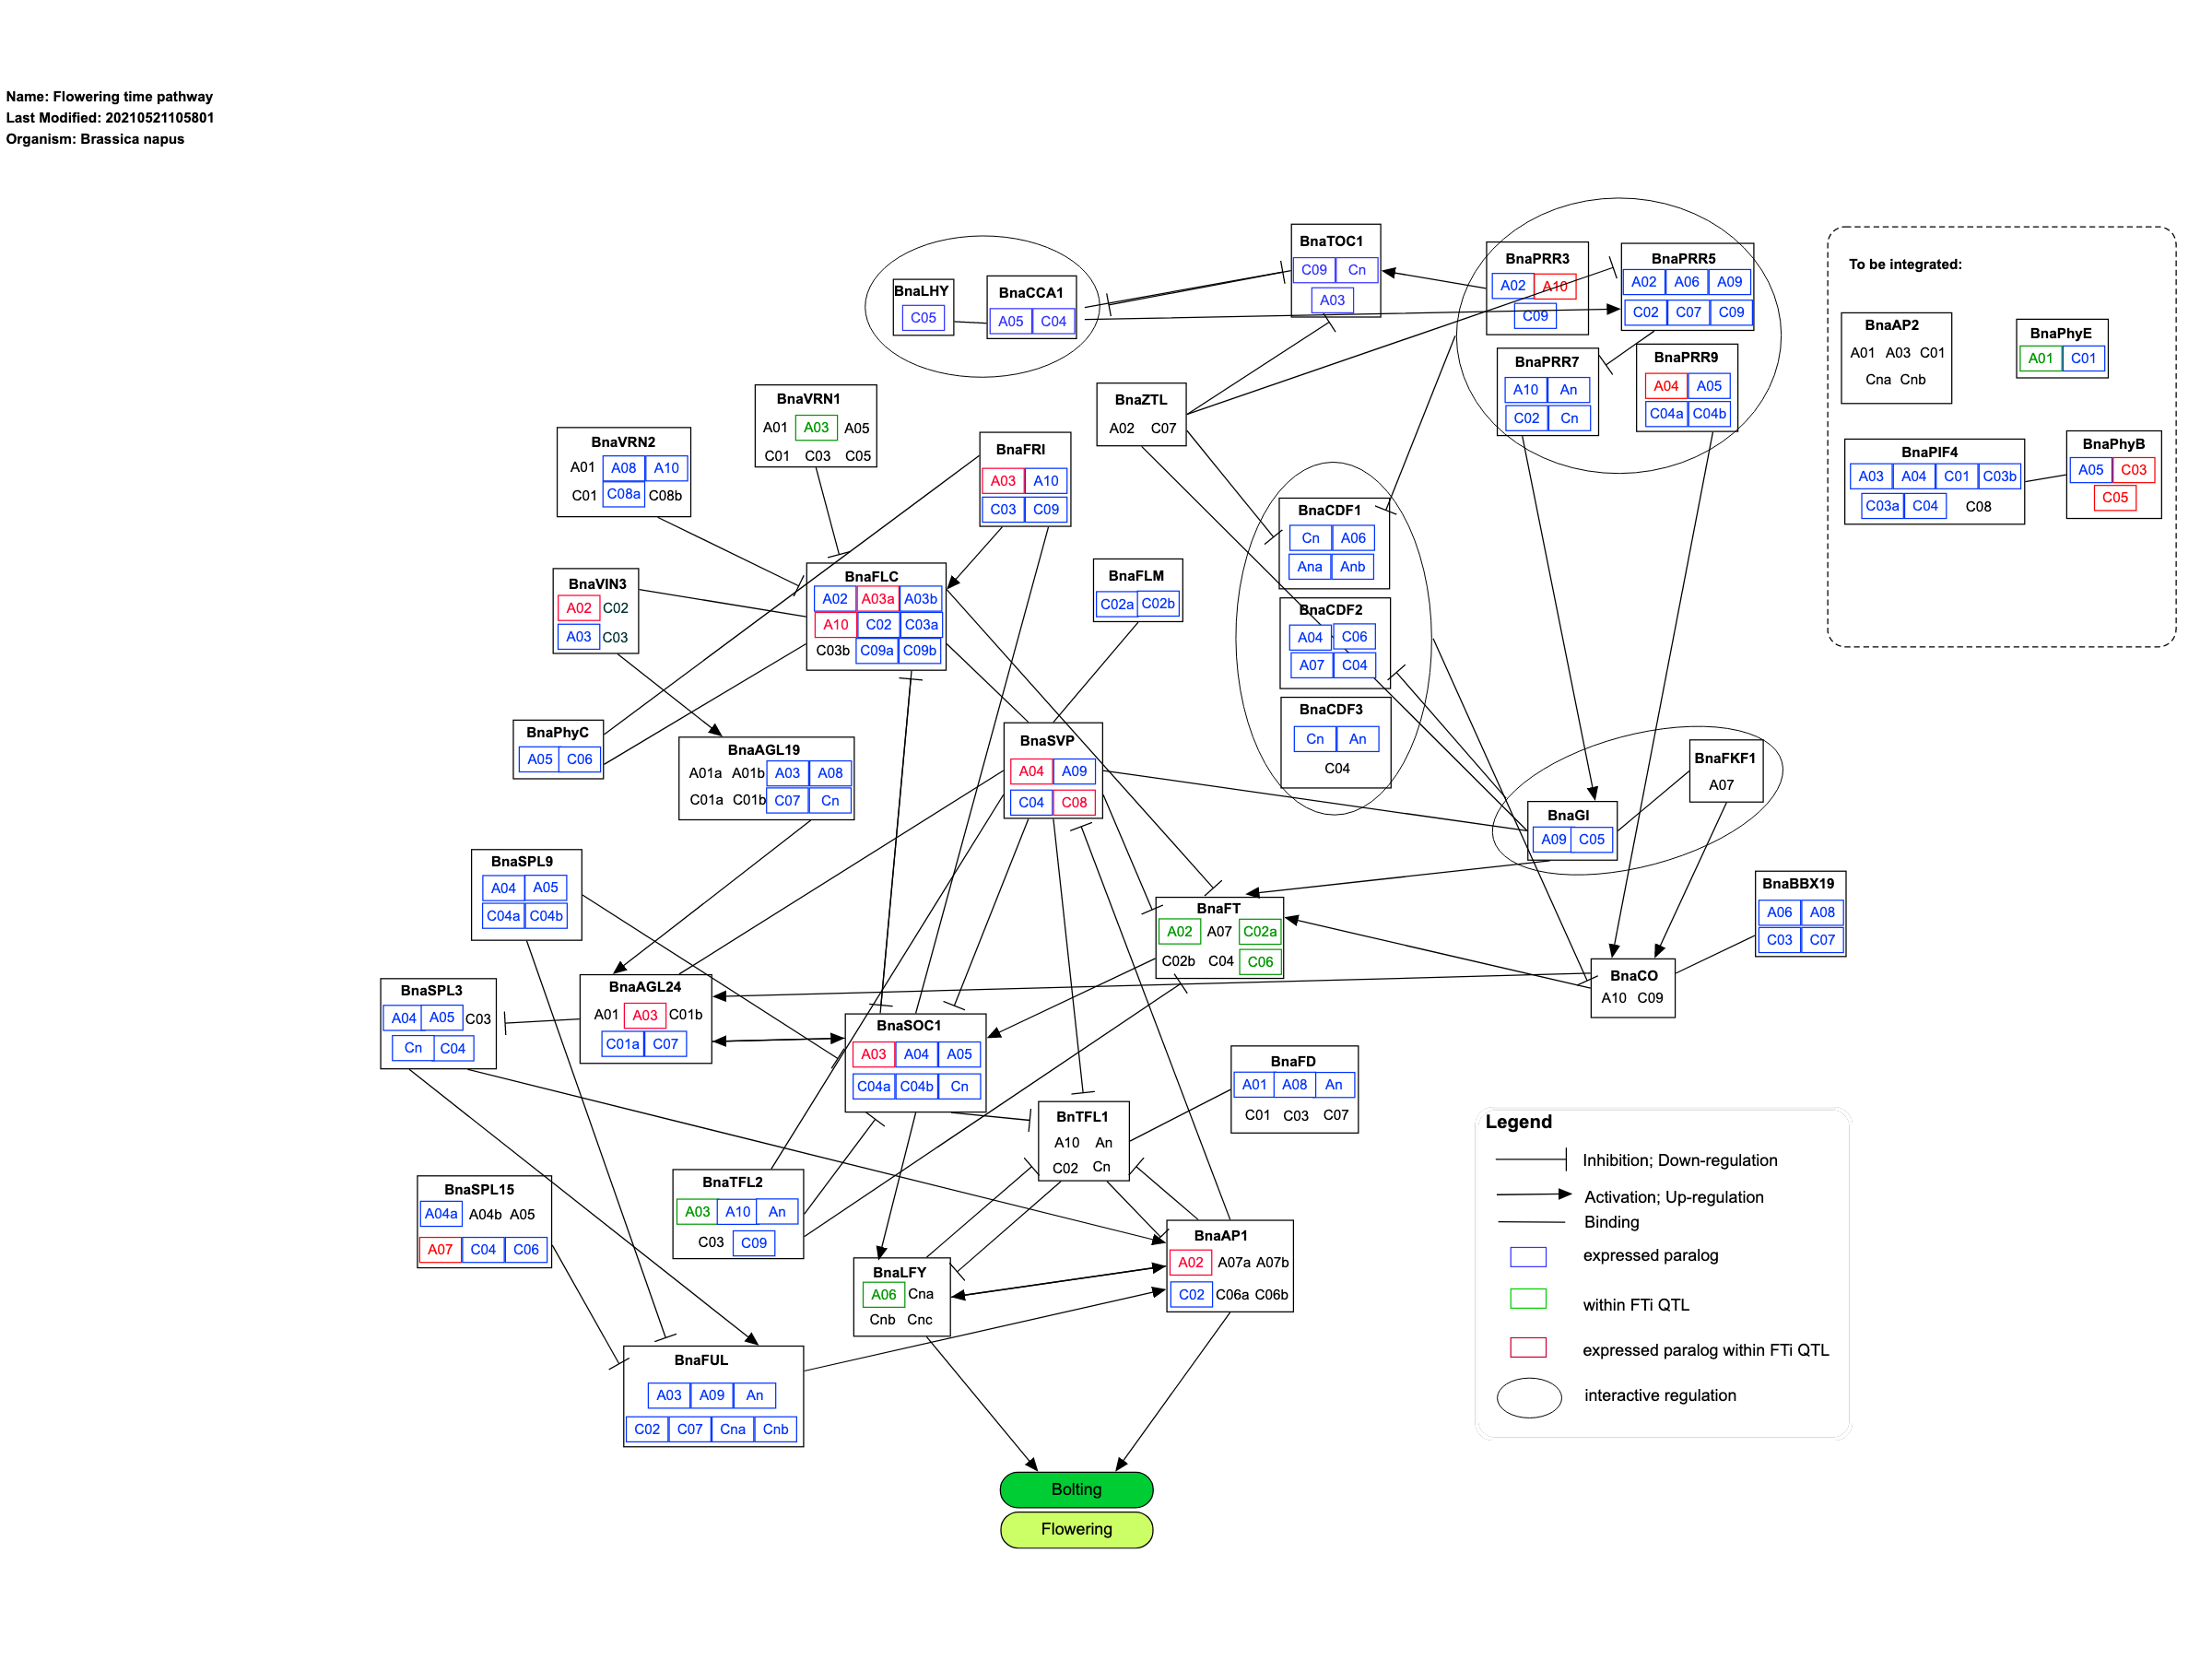 Name: Flowering time pathway
Last Modified: 20210521105801
Organism: Brassica napus
BnaLHY
C05
BnaCCA1
A05 C04
BnaTOC1
C09 Cn
A03
BnaPRR3
A02 A10
C09
BnaPRR5
A02 A06 A09
C02 C07 C09
BnaPRR7
A10 An
C02 Cn
BnaPRR9
A04 A05
C04a C04b
To be integrated:
BnaAP2
A01 A03 C01
Cna Cnb
BnaPhyE
A01 C01
BnaPIF4
A03 A04 C01 C03b
C03a C04 C08
BnaPhyB
A05 C03
C05
BnaVRN1
A01 A03 A05
C01 C03 C05
BnaVRN2
A01 A08 A10
C01 C08a C08b
BnaFRI
A03 A10
C03 C09
BnaZTL
A02 C07
BnaCDF1
Cn A06
Ana Anb
BnaCDF2
A04 C06
A07 C04
BnaCDF3
Cn An
C04
BnaVIN3
A02 C02
A03 C03
BnaFLC
A02 A03a A03b
A10 C02 C03a
C03b C09a C09b
BnaFLM
C02a C02b
BnaPhyC
A05 C06
BnaAGL19
A01a A01b A03 A08
C01a C01b C07 Cn
BnaSVP
A04 A09
C04 C08
BnaFKF1
A07
BnaGI
A09 C05
BnaSPL9
A04 A05
C04a C04b
BnaFT
A02 A07 C02a
C02b C04 C06
BnaBBX19
A06 A08
C03 C07
BnaCO
A10 C09
BnaSPL3
A04 A05 C03
Cn C04
BnaAGL24
A01 A03 C01b
C01a C07
BnaSOC1
A03 A04 A05
C04a C04b Cn
BnaFD
A01 A08 An
C01 C03 C07
BnTFL1
A10 An
C02 Cn
BnaSPL15
A04a A04b A05
A07 C04 C06
BnaTFL2
A03 A10 An
C03 C09
BnaLFY
A06 Cna
Cnb Cnc
BnaAP1
A02 A07a A07b
C02 C06a C06b
BnaFUL
A03 A09 An
C02 C07 Cna Cnb
Bolting
Flowering
Legend
Inhibition; Down-regulation
Activation; Up-regulation
Binding
expressed paralog
within FTi QTL
expressed paralog within FTi QTL
interactive regulation